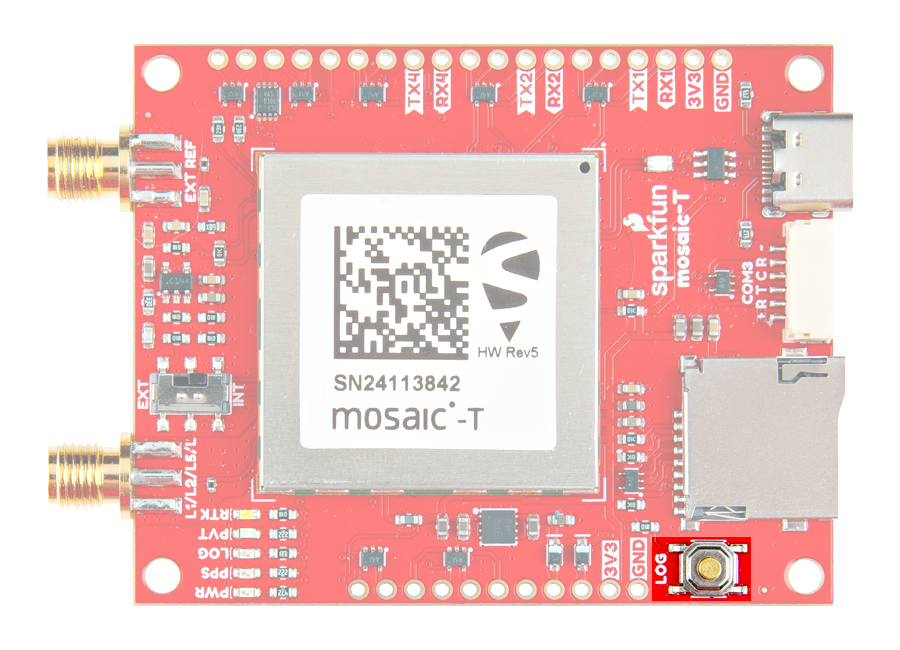 TX4
RX4
TX2
RX2
TX1
RX1
3V3
GND
EXT REF
sparkfun
mosaic-T
COM3
+ R T C R -
HW Rev5
SN24113842
mosaic-T
EXT
INT
L1/L2/L5/L
RTK
PVT
LOG
PPS
PWR
3V3
GND
LOG